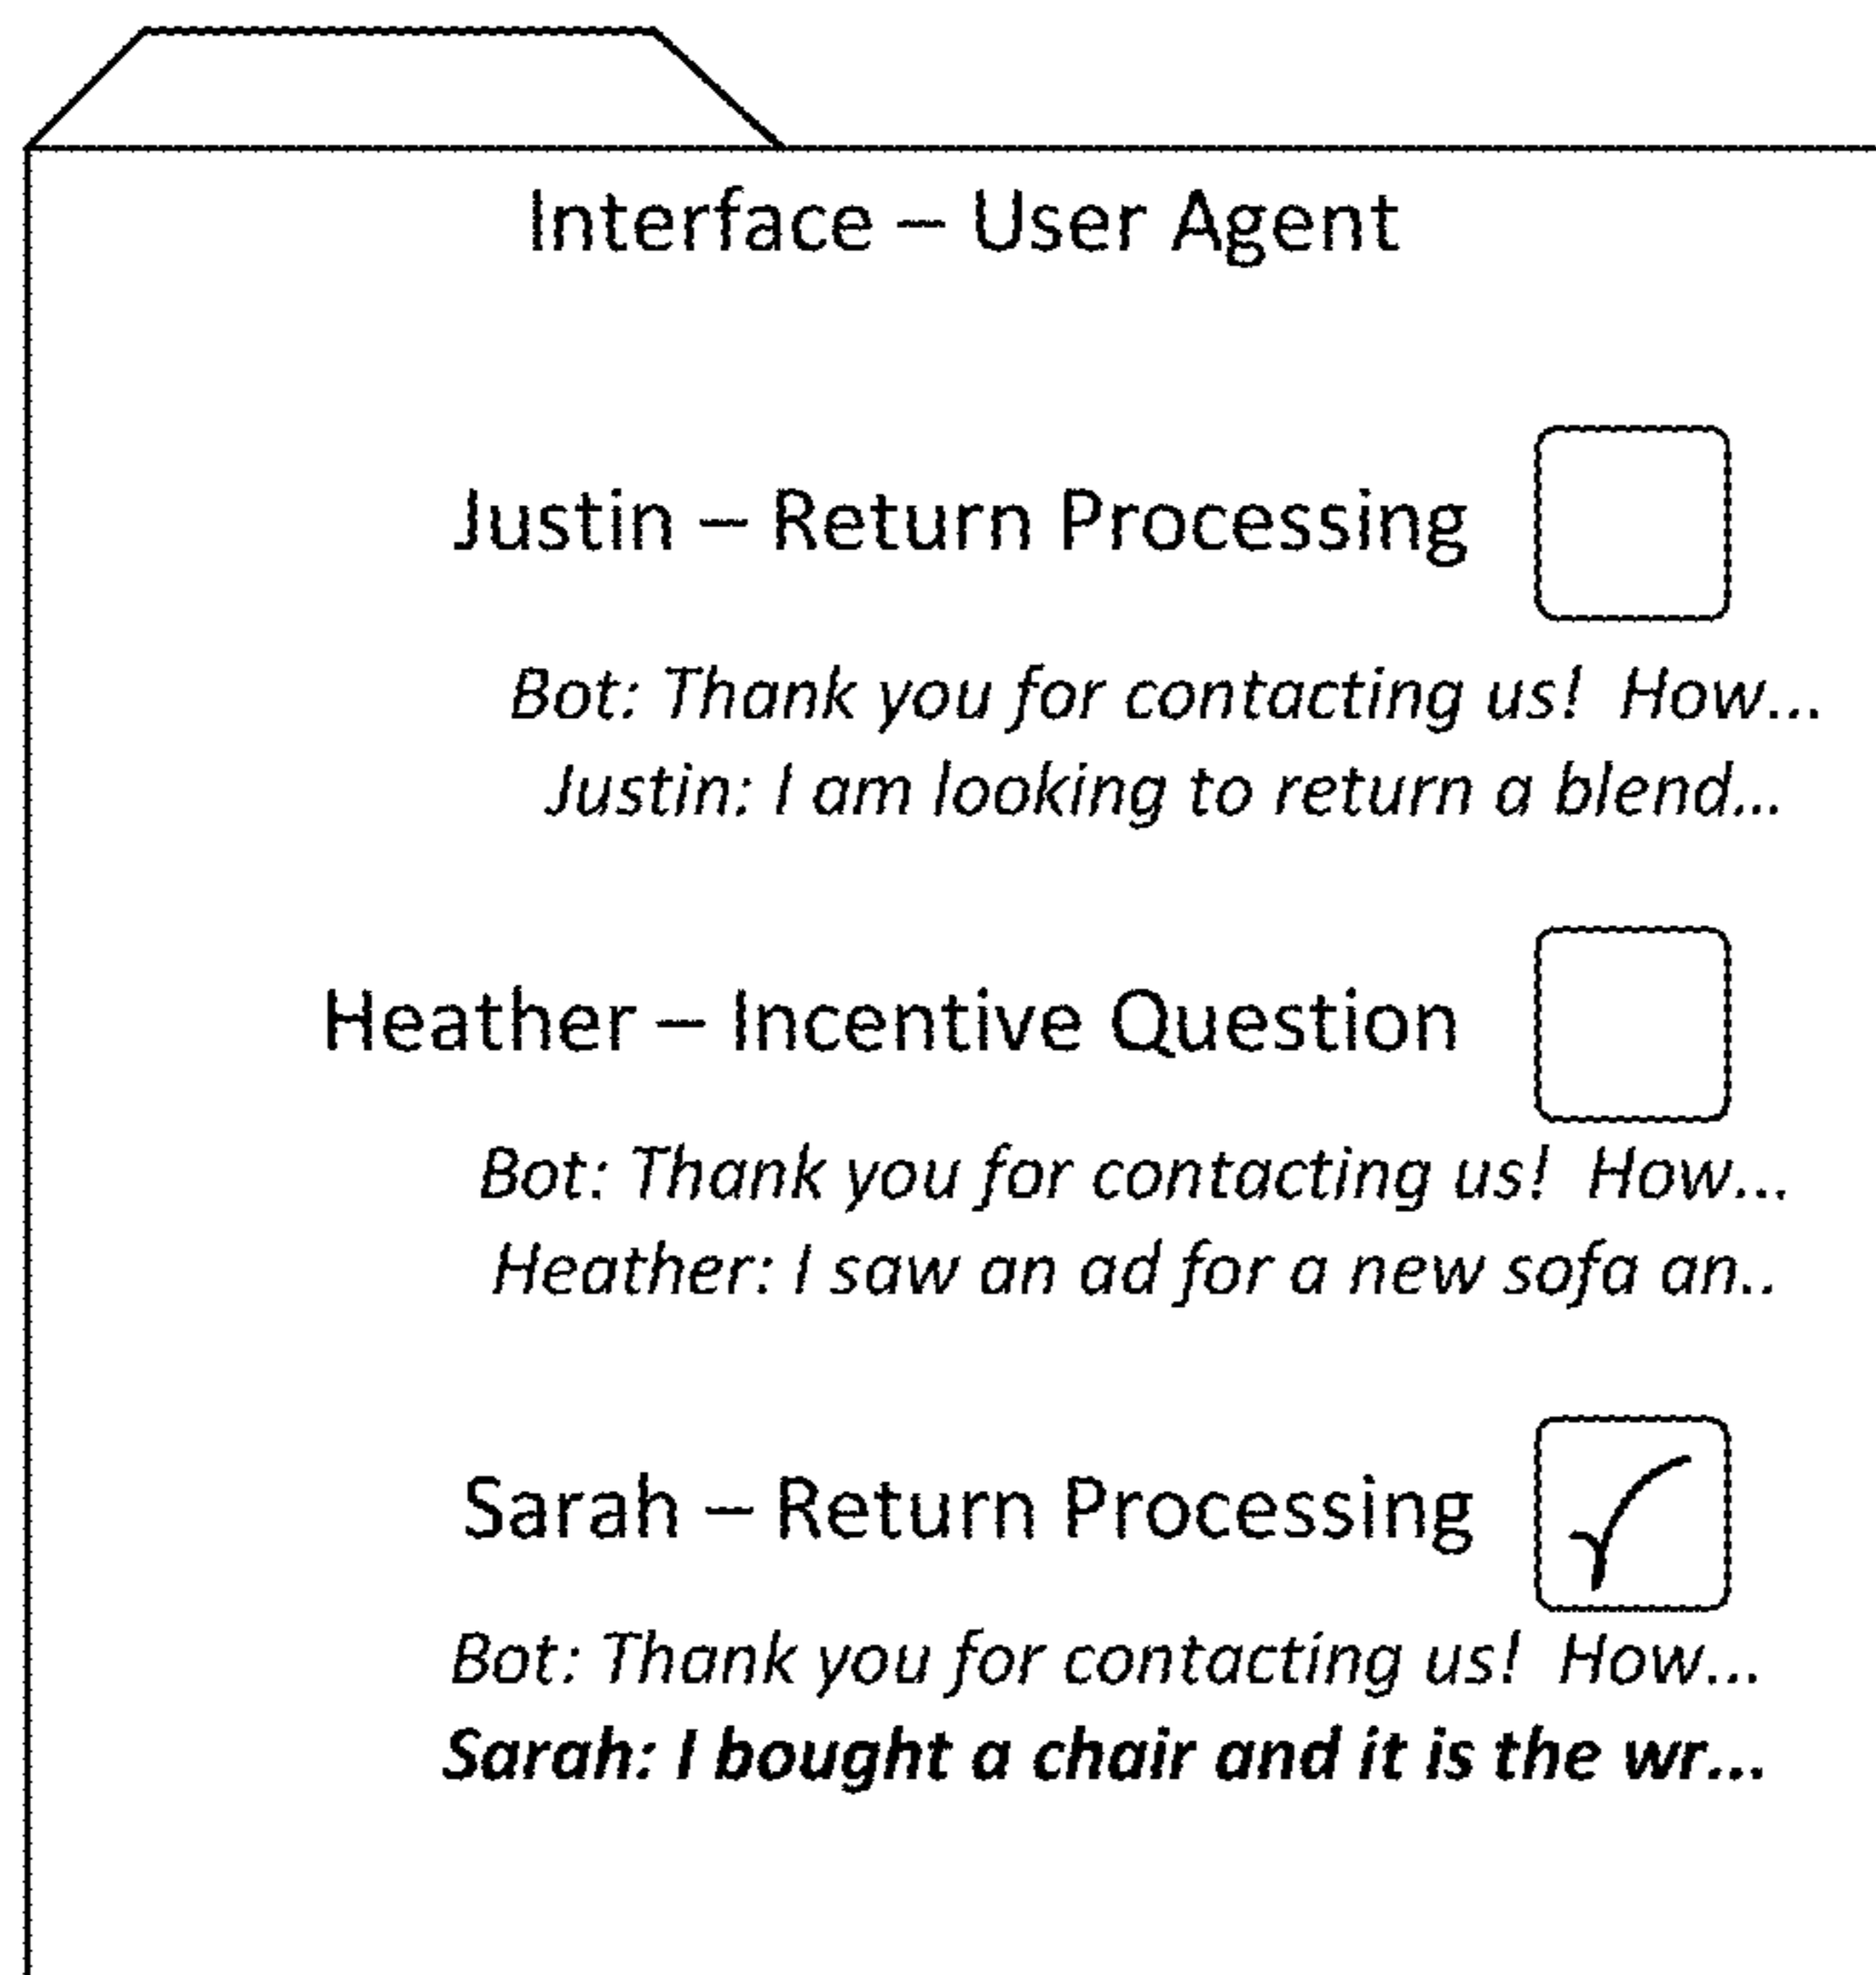 Interface – User Agent
Justin – Return Processing
Bot: Thank you for contacting us!  How...
Justin: I am looking to return a blend...
Heather – Incentive Question
Bot: Thank you for contacting us!  How...
Heather: I saw an ad for a new sofa an..
Sarah – Return Processing
Bot: Thank you for contacting us!  How...
Sarah: I bought a chair and it is the wr...